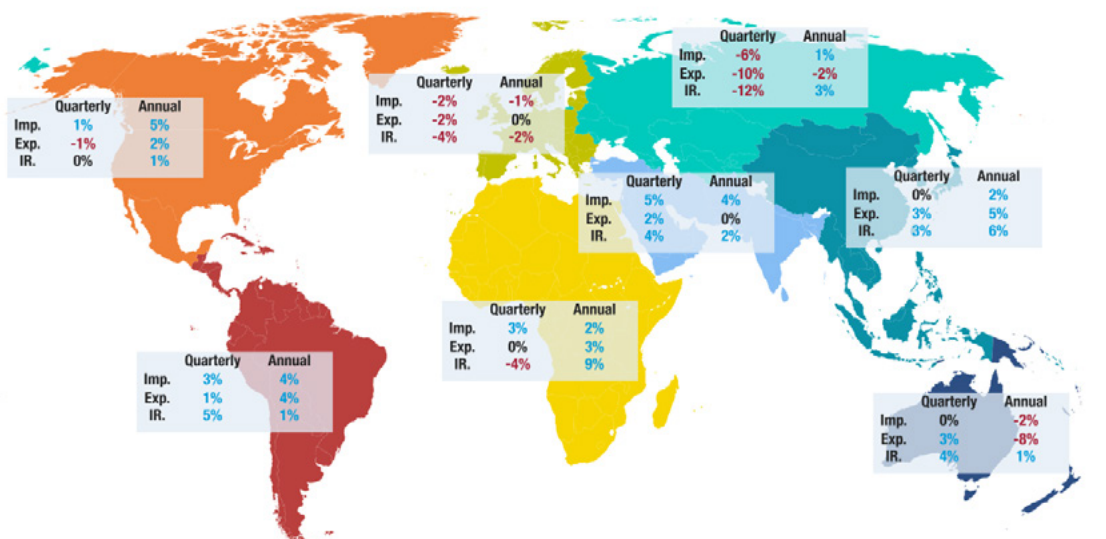 Quarterly Annual
Imp. -6% 1%
Exp. -10% -2%
IR. -12% 3%
Quarterly Annual
Imp. -2% -1%
Exp. -2% 0%
IR. -4% -2%
Quarterly Annual
Imp. 1% 5%
Exp. -1% 2%
IR. 0% 1%
Quarterly Annual
Imp. 5% 4%
Exp. 2% 0%
IR. 4% 2%
Quarterly Annual
Imp. 0% 2%
Exp. 3% 5%
IR. 3% 6%
Quarterly Annual
Imp. 3% 2%
Exp. 0% 3%
IR. -4% 9%
Quarterly Annual
Imp. 3% 4%
Exp. 1% 4%
IR. 5% 1%
Quarterly Annual
Imp. 0% -2%
Exp. 3% -8%
IR. 4% 1%